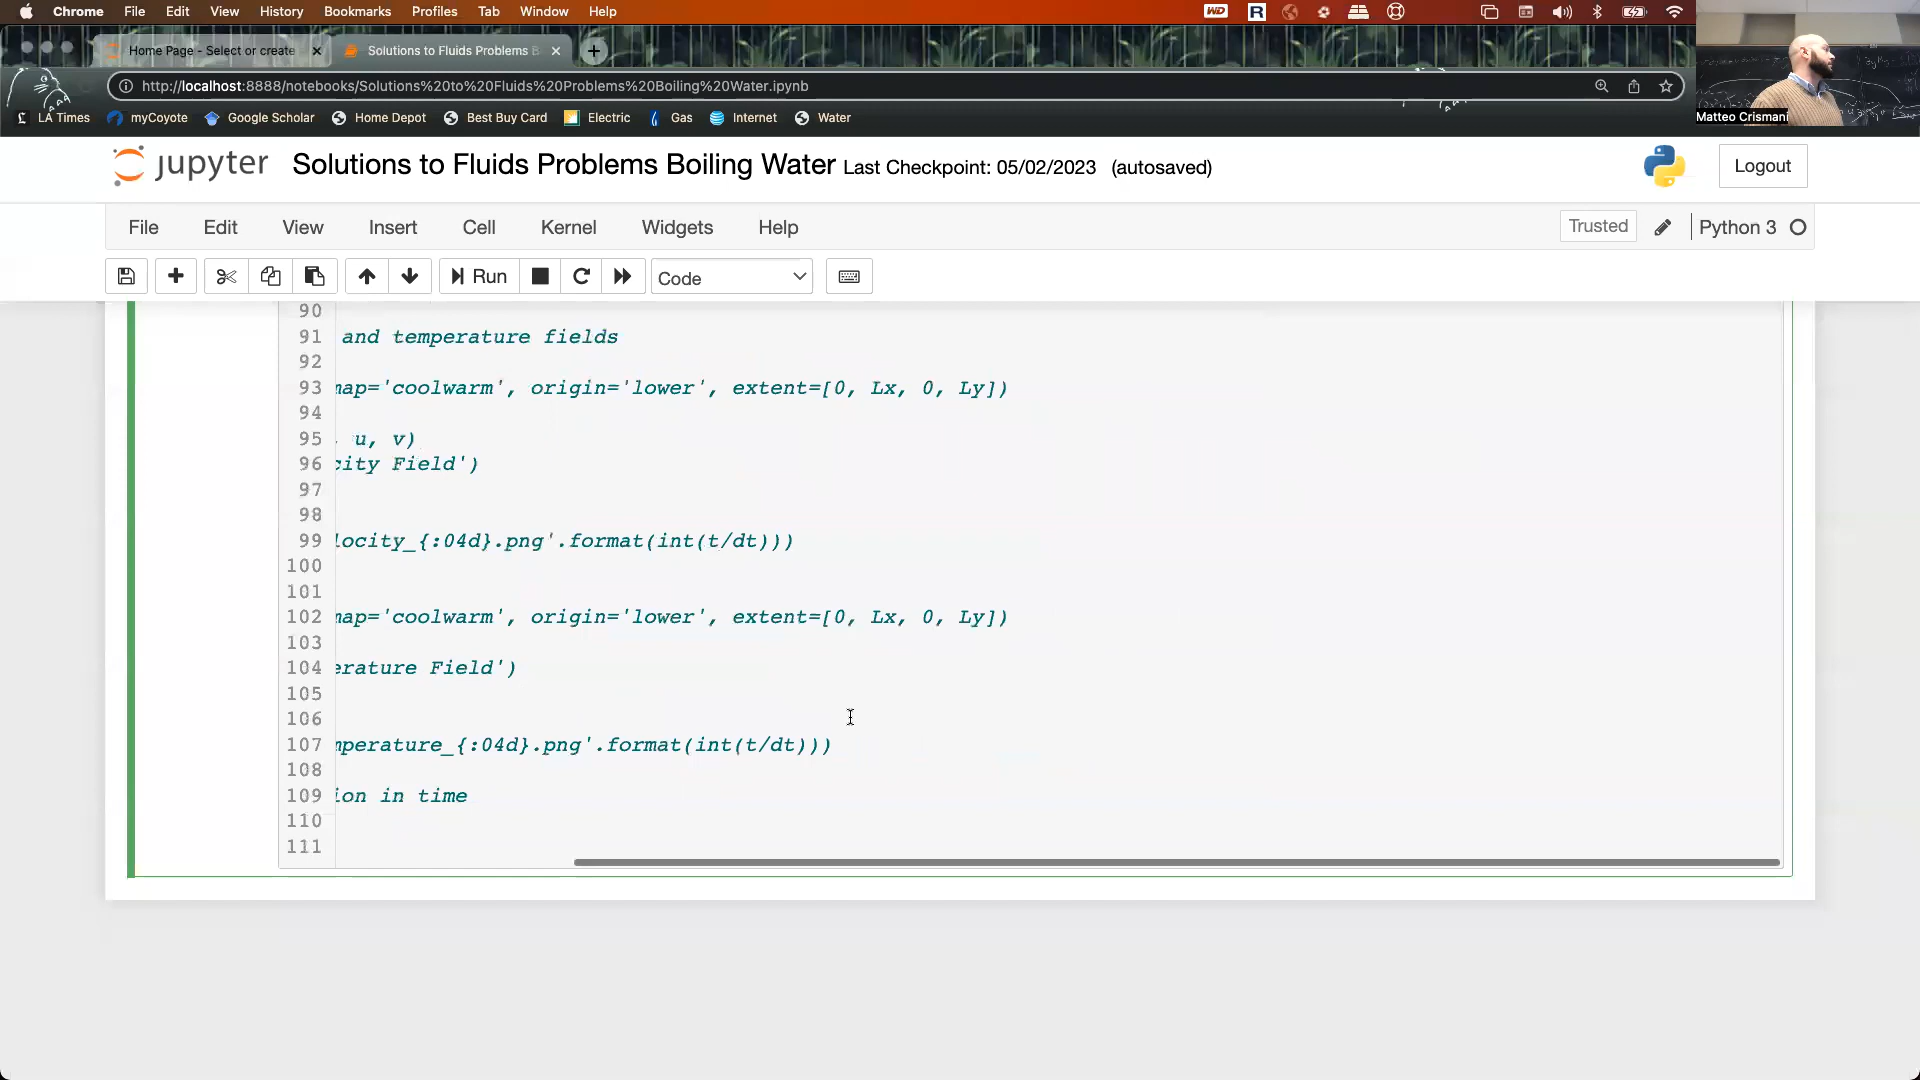 Chrome File Edit View History Bookmarks Profiles Tab Window Help
Home Page - Select or create
Solutions to Fluids Problems B
http://localhost:8888/notebooks/Solutions%20to%20Fluids%20Problems%20Boiling%20Water.ipynb
LA Times myCoyote Google Scholar Home Depot Best Buy Card Electric Gas Internet Water
Matteo Crismani
jupyter Solutions to Fluids Problems Boiling Water Last Checkpoint: 05/02/2023 (autosaved)
Logout
File Edit View Insert Cell Kernel Widgets Help
Trusted Python 3
Run Code
90
91 and temperature fields
92
93 map='coolwarm', origin='lower', extent=[0, Lx, 0, Ly])
94
95 , u, v)
96 city Field')
97
98
99 locity_{:04d}.png'.format(int(t/dt)))
100
101
102 map='coolwarm', origin='lower', extent=[0, Lx, 0, Ly])
103
104 erature Field')
105
106
107 mperature_{:04d}.png'.format(int(t/dt)))
108
109 ion in time
110
111